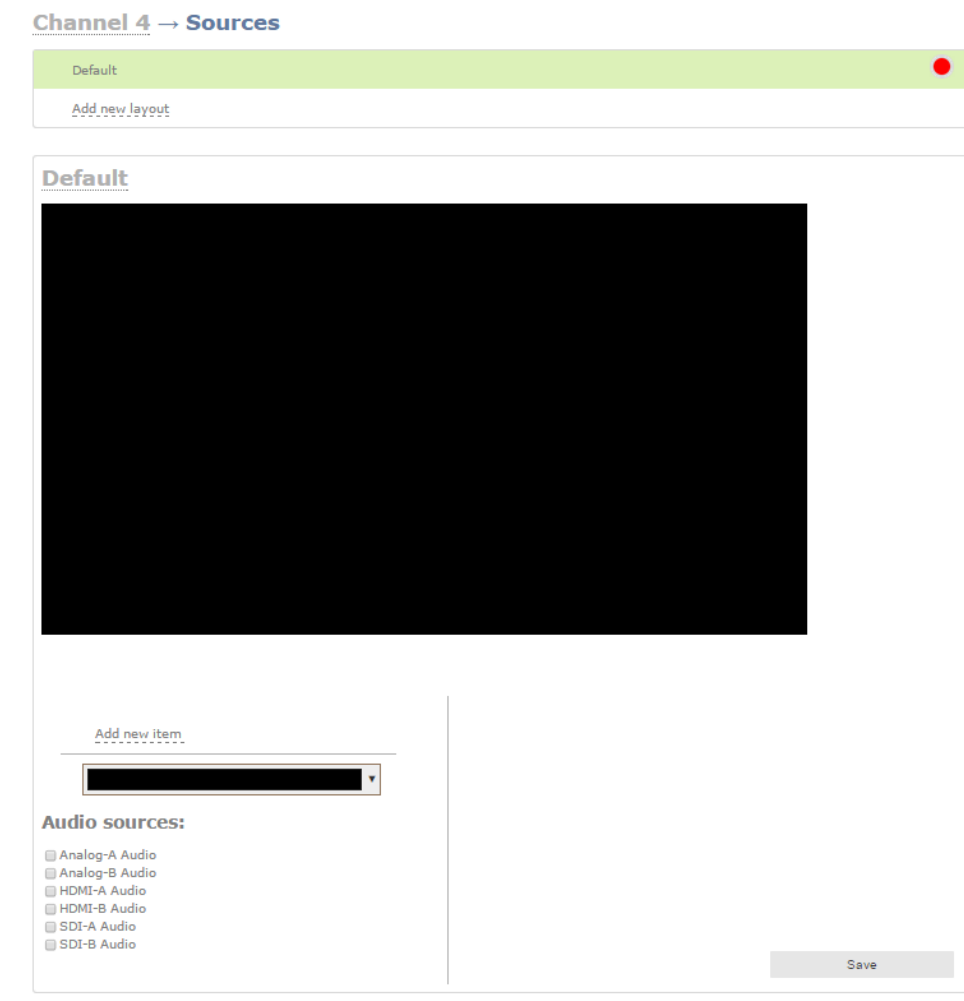 Channel 4 → Sources
Default
Add new layout
Default
Add new item
Audio sources:
Analog-A Audio
Analog-B Audio
HDMI-A Audio
HDMI-B Audio
SDI-A Audio
SDI-B Audio
Save